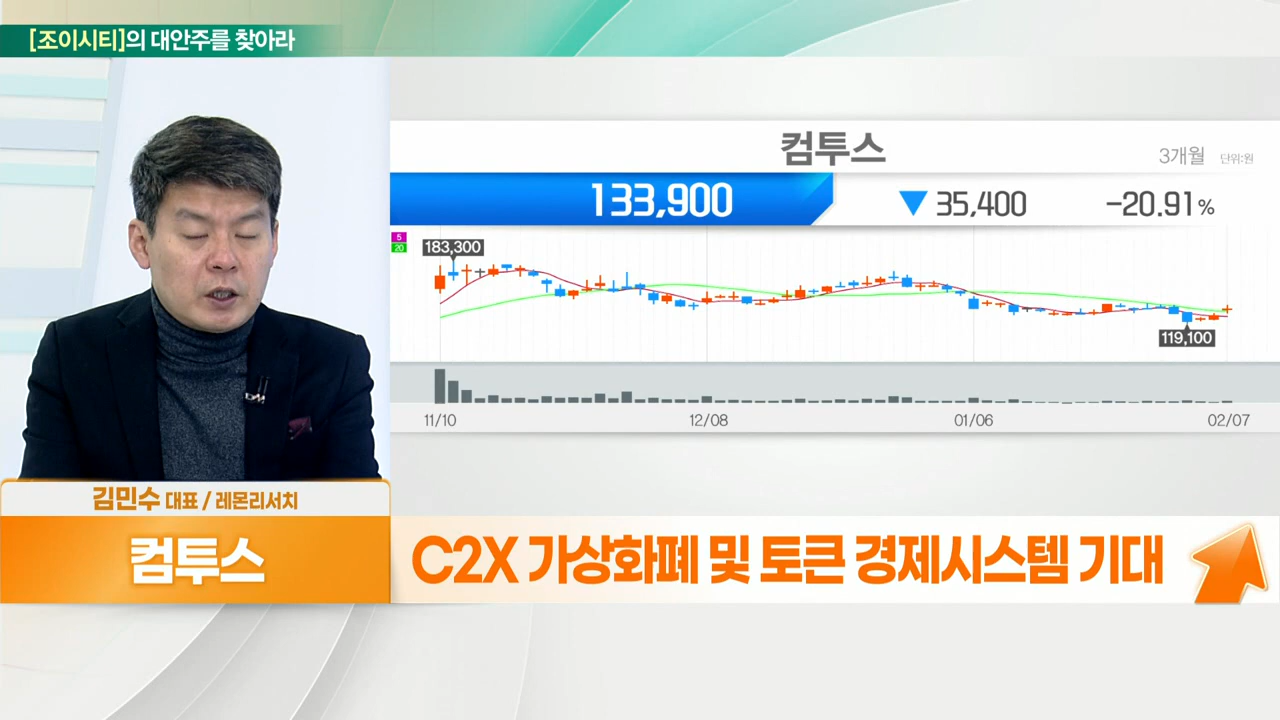 [조이시티]의 대안주를 찾아라
컴투스
3개월 단위:원
133,900 ▼ 35,400 -20.91%
5
20
183,300
119,100
11/10 12/08 01/06 02/07
김민수 대표 / 레몬리서치
컴투스
C2X 가상화폐 및 토큰 경제시스템 기대